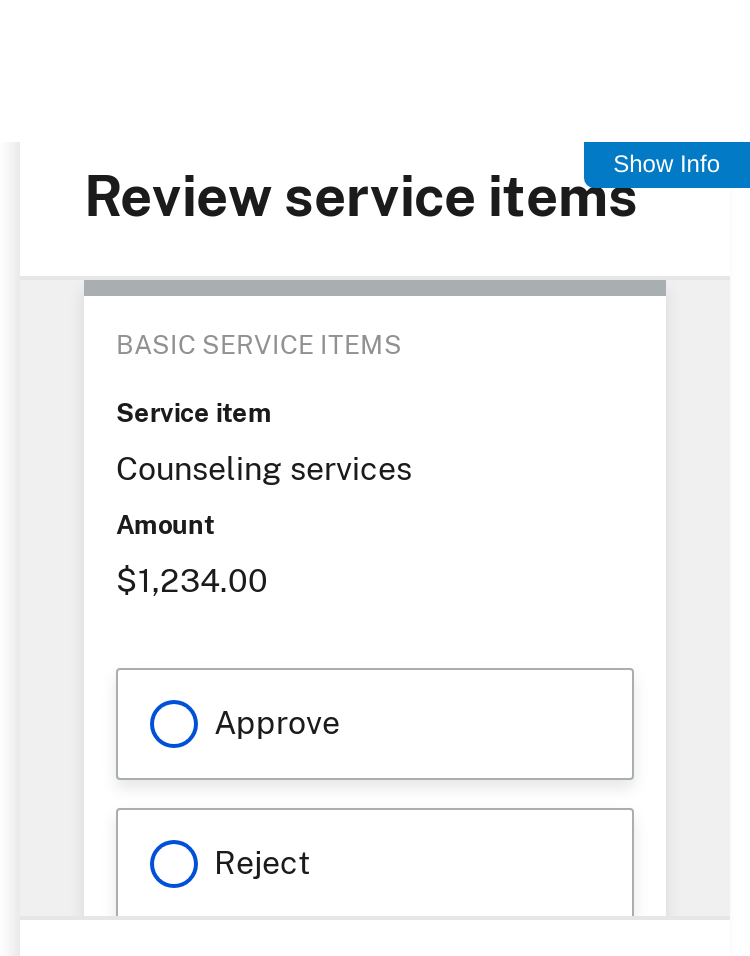 Show Info
Review service items
BASIC SERVICE ITEMS
Service item
Counseling services
Amount
$1,234.00
Approve
Reject